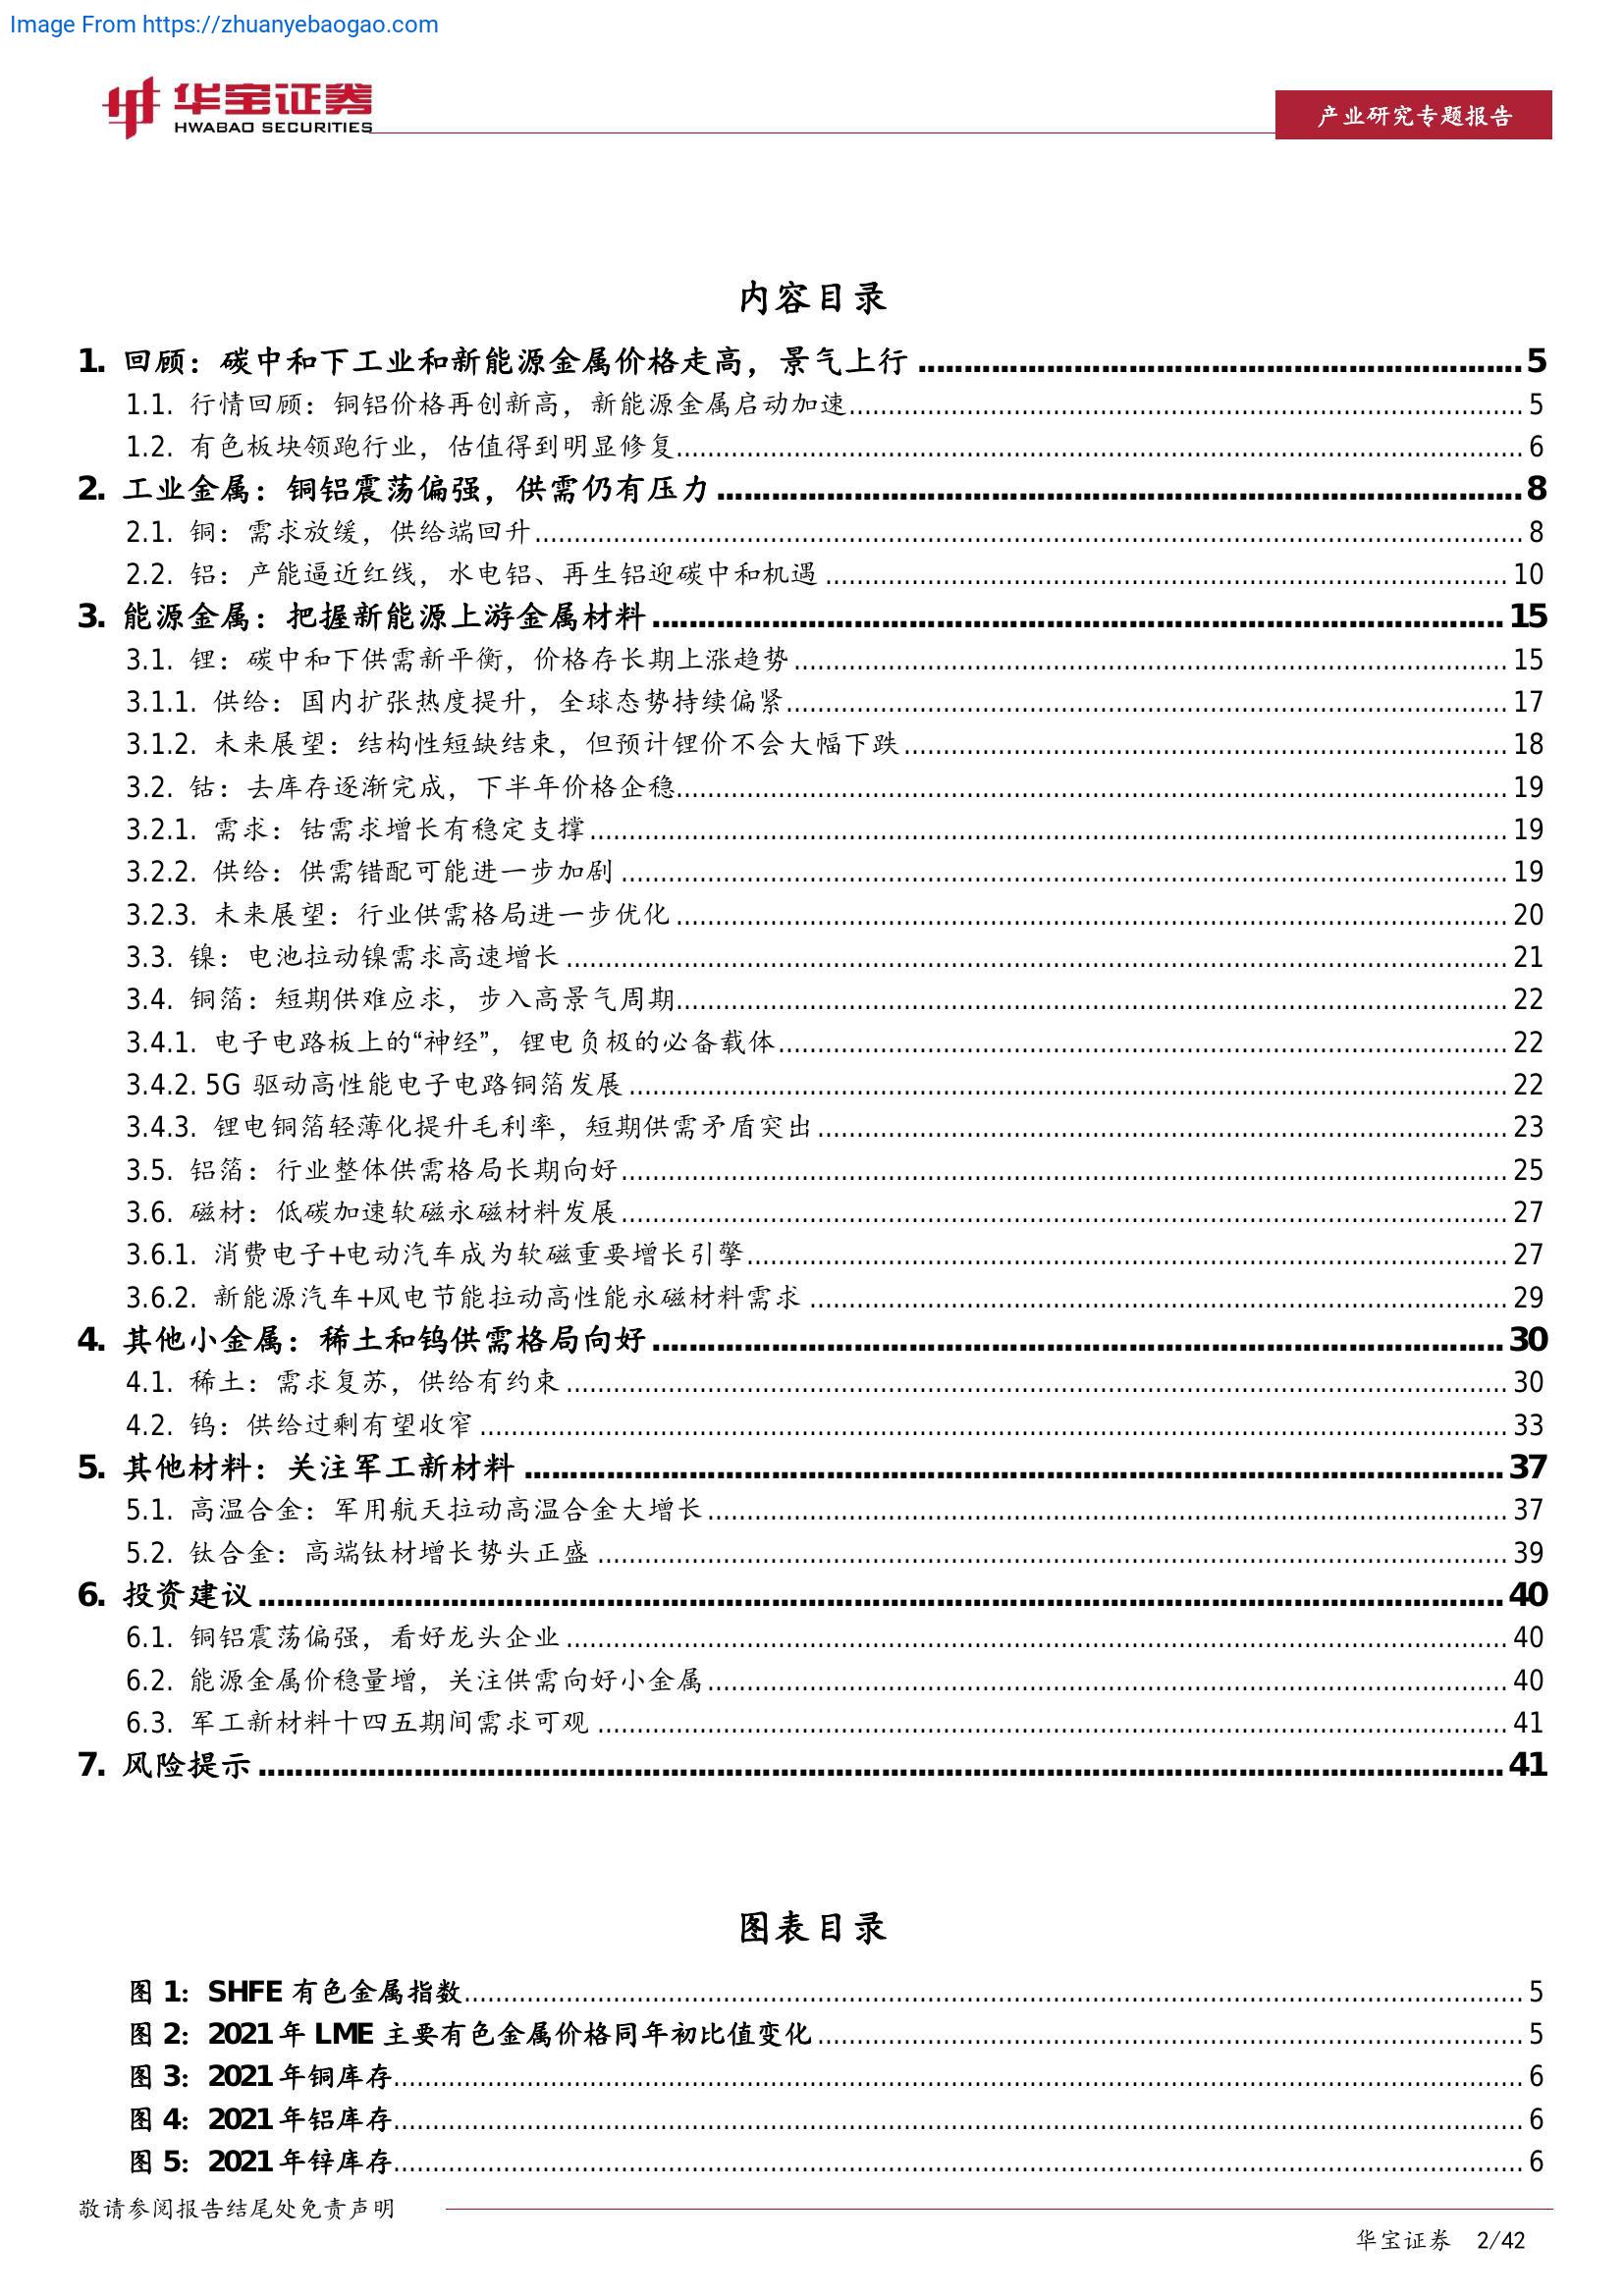 Image From https://zhuanyebaogao.com
华宝证券
HWABAO SECURITIES
产业研究专题报告
内容目录
1. 回顾：碳中和下工业和新能源金属价格走高，景气上行 5
1.1. 行情回顾：铜铝价格再创新高，新能源金属启动加速 5
1.2. 有色板块领跑行业，估值得到明显修复 6
2. 工业金属：铜铝震荡偏强，供需仍有压力 8
2.1. 铜：需求放缓，供给端回升 8
2.2. 铝：产能逼近红线，水电铝、再生铝迎碳中和机遇 10
3. 能源金属：把握新能源上游金属材料 15
3.1. 锂：碳中和下供需新平衡，价格存长期上涨趋势 15
3.1.1. 供给：国内扩张热度提升，全球态势持续偏紧 17
3.1.2. 未来展望：结构性短缺结束，但预计锂价不会大幅下跌 18
3.2. 钴：去库存逐渐完成，下半年价格企稳 19
3.2.1. 需求：钴需求增长有稳定支撑 19
3.2.2. 供给：供需错配可能进一步加剧 19
3.2.3. 未来展望：行业供需格局进一步优化 20
3.3. 镍：电池拉动镍需求高速增长 21
3.4. 铜箔：短期供难应求，步入高景气周期 22
3.4.1. 电子电路板上的“神经”，锂电负极的必备载体 22
3.4.2. 5G 驱动高性能电子电路铜箔发展 22
3.4.3. 锂电铜箔轻薄化提升毛利率，短期供需矛盾突出 23
3.5. 铝箔：行业整体供需格局长期向好 25
3.6. 磁材：低碳加速软磁永磁材料发展 27
3.6.1. 消费电子+电动汽车成为软磁重要增长引擎 27
3.6.2. 新能源汽车+风电节能拉动高性能永磁材料需求 29
4. 其他小金属：稀土和钨供需格局向好 30
4.1. 稀土：需求复苏，供给有约束 30
4.2. 钨：供给过剩有望收窄 33
5. 其他材料：关注军工新材料 37
5.1. 高温合金：军用航天拉动高温合金大增长 37
5.2. 钛合金：高端钛材增长势头正盛 39
6. 投资建议 40
6.1. 铜铝震荡偏强，看好龙头企业 40
6.2. 能源金属价稳量增，关注供需向好小金属 40
6.3. 军工新材料十四五期间需求可观 41
7. 风险提示 41
图表目录
图 1： SHFE 有色金属指数 5
图 2： 2021 年 LME 主要有色金属价格同年初比值变化 5
图 3： 2021 年铜库存 6
图 4： 2021 年铝库存 6
图 5： 2021 年锌库存 6
敬请参阅报告结尾处免责声明
华宝证券 2/42